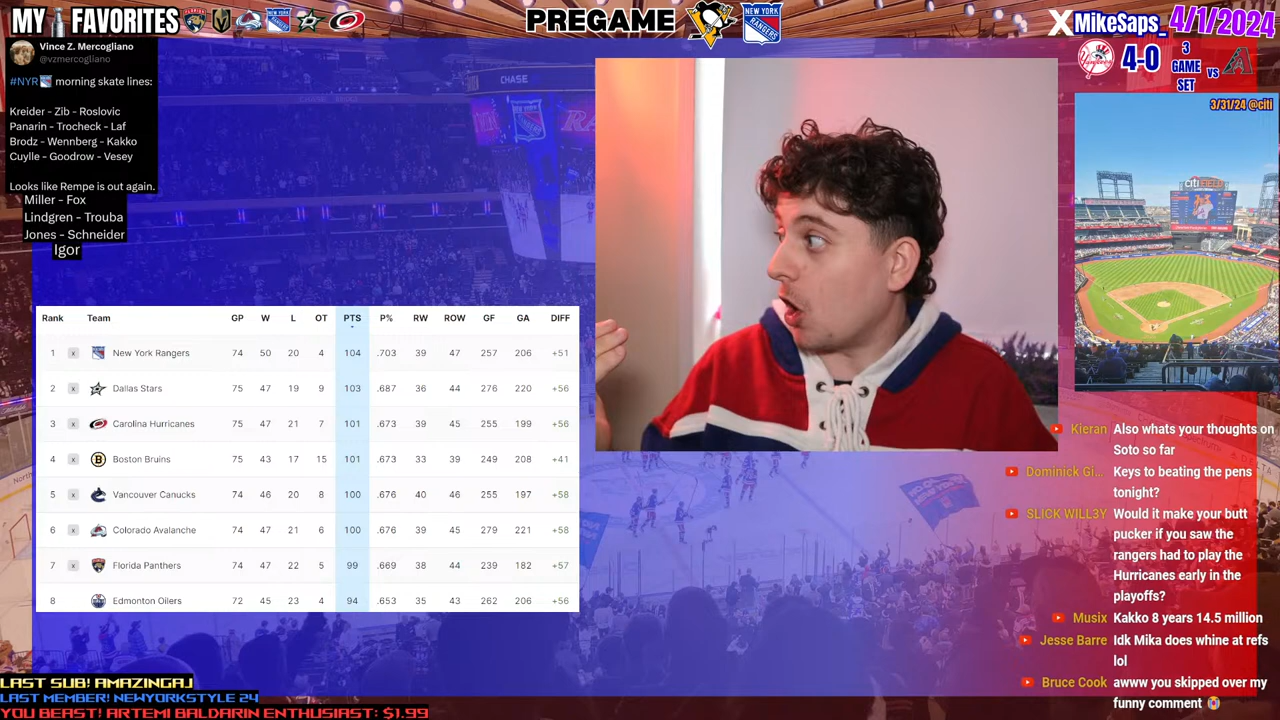 MY FAVORITES
PREGAME
NEW YORK RANGERS
X MikeSaps_ 4/1/2024
Vince Z. Mercogliano
@vzmercogliano
#NYR morning skate lines:
Kreider - Zib - Roslovic
Panarin - Trocheck - Laf
Brodz - Wennberg - Kakko
Cuylle - Goodrow - Vesey
Looks like Rempe is out again.
Miller - Fox
Lindgren - Trouba
Jones - Schneider
Igor
4-0
3
GAME
SET
vs
3/31/24 @citi
citi FIELD
CHASE
Rank Team GP W L OT PTS P% RW ROW GF GA DIFF
1 x New York Rangers 74 50 20 4 104 .703 39 47 257 206 +51
2 x Dallas Stars 75 47 19 9 103 .687 36 44 276 220 +56
3 x Carolina Hurricanes 75 47 21 7 101 .673 39 45 255 199 +56
4 x Boston Bruins 75 43 17 15 101 .673 33 39 249 208 +41
5 x Vancouver Canucks 74 46 20 8 100 .676 40 46 255 197 +58
6 x Colorado Avalanche 74 47 21 6 100 .676 39 45 279 221 +58
7 x Florida Panthers 74 47 22 5 99 .669 38 44 239 182 +57
8 Edmonton Oilers 72 45 23 4 94 .653 35 43 262 206 +56
Kieran Also whats your thoughts on
Soto so far
Dominick Gi... Keys to beating the pens
tonight?
SLICK WILL3Y Would it make your butt
pucker if you saw the
rangers had to play the
Hurricanes early in the
playoffs?
Musix Kakko 8 years 14.5 million
Jesse Barre Idk Mika does whine at refs
lol
Bruce Cook awww you skipped over my
funny comment
LAST SUB! AMAZINGAJ
LAST MEMBER! NEWYORKSTYLE 24
YOU BEAST! ARTEMI BALDARIN ENTHUSIAST: $1.99